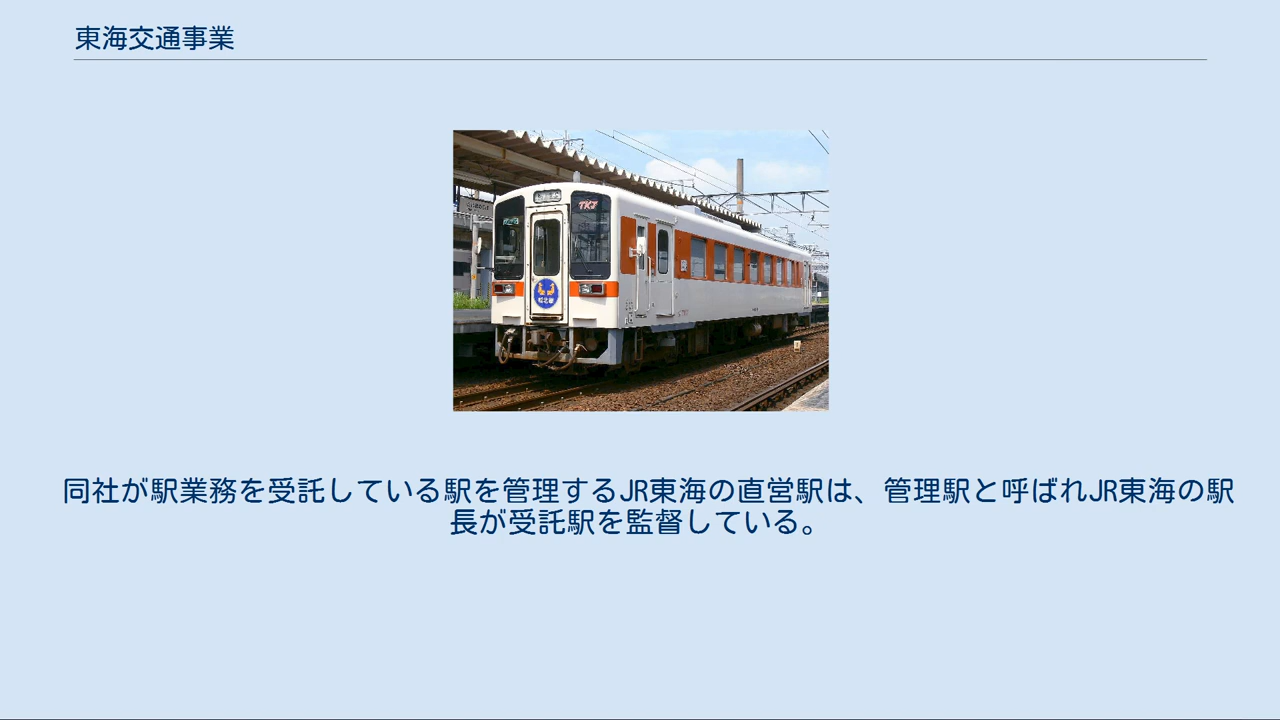 東海交通事業
TKJ
同社が駅業務を受託している駅を管理するJR東海の直営駅は、管理駅と呼ばれJR東海の駅
長が受託駅を監督している。